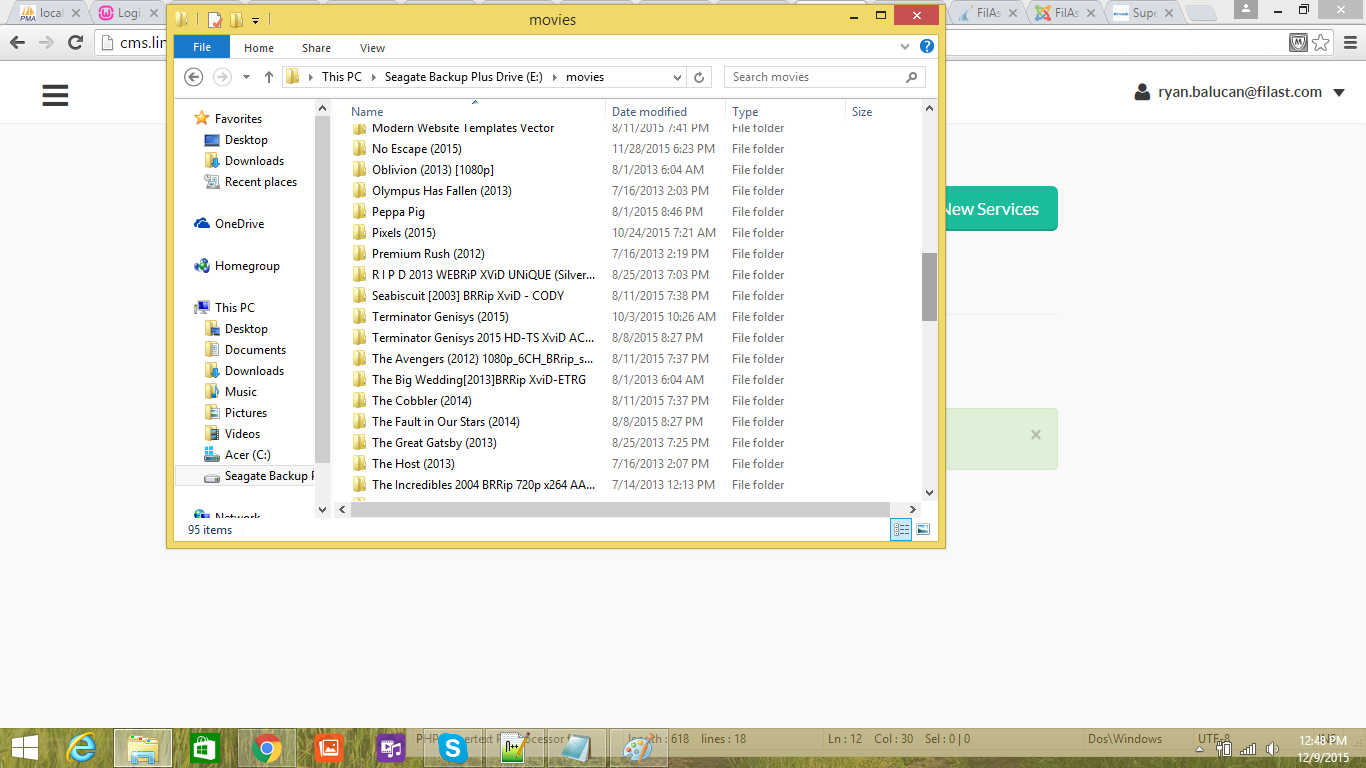 locai
Logi
FilAs
FilAs
Supe
cms.lin
ryan.balucan@filast.com
New Services
×
movies
File Home Share View
This PC Seagate Backup Plus Drive (E:) movies
Search movies
Name Date modified Type Size
Modern Website Templates Vector 8/11/2015 7:41 PM File folder
No Escape (2015) 11/28/2015 6:23 PM File folder
Oblivion (2013) [1080p] 8/1/2013 6:04 AM File folder
Olympus Has Fallen (2013) 7/16/2013 2:03 PM File folder
Peppa Pig 8/1/2015 8:46 PM File folder
Pixels (2015) 10/24/2015 7:21 AM File folder
Premium Rush (2012) 7/16/2013 2:19 PM File folder
R I P D 2013 WEBRiP XViD UNiQUE (Silver... 8/25/2013 7:03 PM File folder
Seabiscuit [2003] BRRip XviD - CODY 8/11/2015 7:38 PM File folder
Terminator Genisys (2015) 10/3/2015 10:26 AM File folder
Terminator Genisys 2015 HD-TS XviD AC... 8/8/2015 8:27 PM File folder
The Avengers (2012) 1080p_6CH_BRrip_s... 8/11/2015 7:37 PM File folder
The Big Wedding[2013]BRRip XviD-ETRG 8/1/2013 6:04 AM File folder
The Cobbler (2014) 8/11/2015 7:37 PM File folder
The Fault in Our Stars (2014) 8/8/2015 8:27 PM File folder
The Great Gatsby (2013) 8/25/2013 7:25 PM File folder
The Host (2013) 7/16/2013 2:07 PM File folder
The Incredibles 2004 BRRip 720p x264 AA... 7/14/2013 12:13 PM File folder
Favorites
Desktop
Downloads
Recent places
OneDrive
Homegroup
This PC
Desktop
Documents
Downloads
Music
Pictures
Videos
Acer (C:)
Seagate Backup P
Network
95 items
length : 618 lines : 18 Ln : 12 Col : 30 Sel : 0 | 0 Dos\Windows UTF-8
12:48 PM
12/9/2015